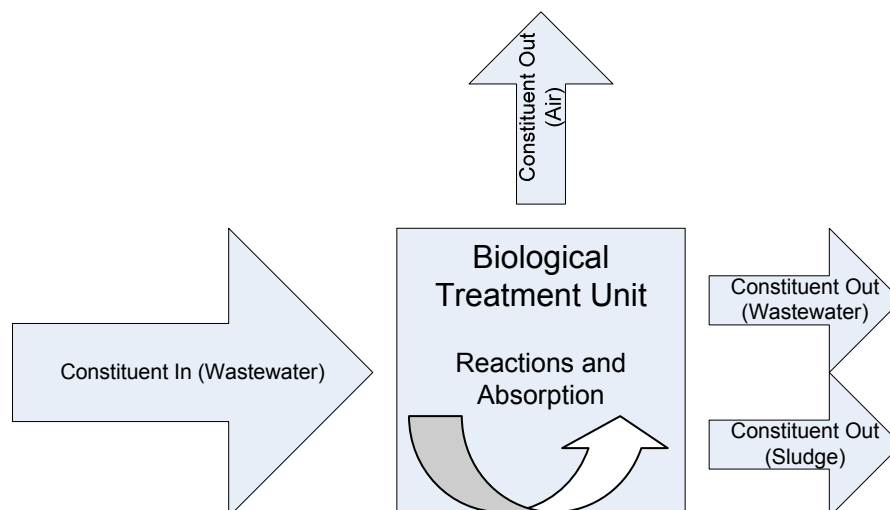 Constituent Out
(Air)
Biological
Treatment Unit
Reactions and
Absorption
Constituent In (Wastewater)
Constituent Out
(Wastewater)
Constituent Out
(Sludge)